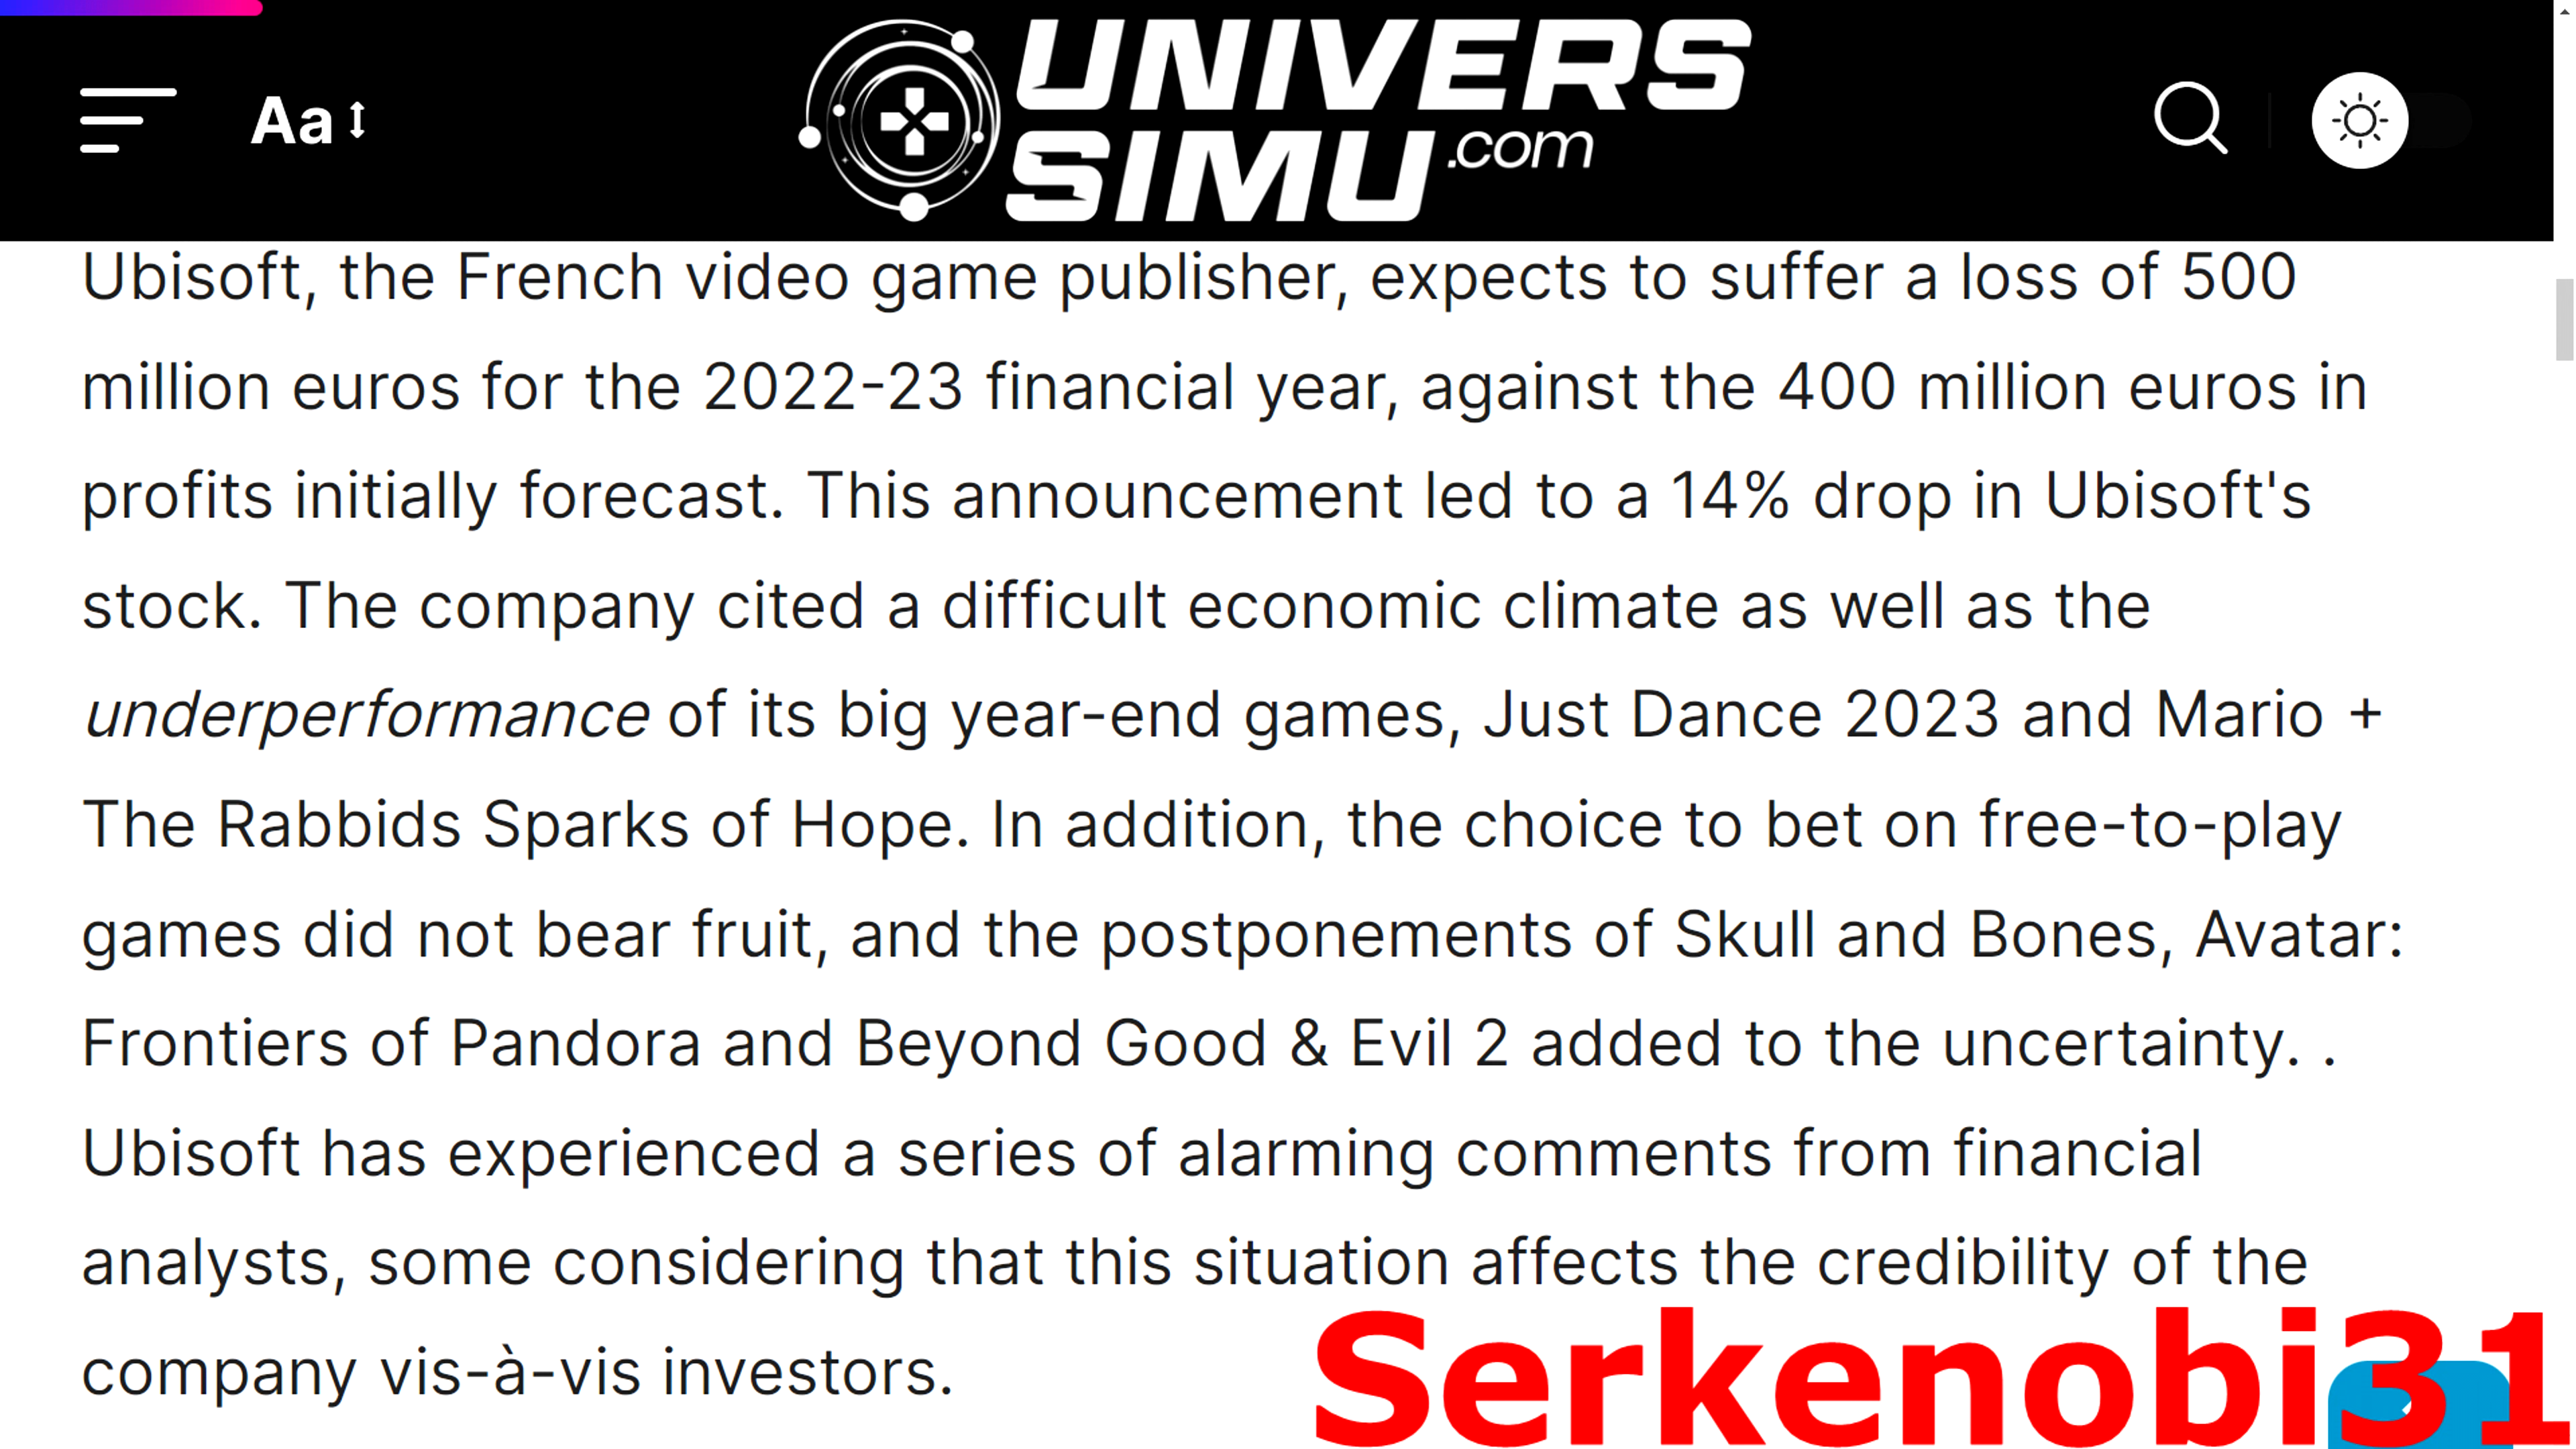 Aa
UNIVERS
SIMU.com
Ubisoft, the French video game publisher, expects to suffer a loss of 500
million euros for the 2022-23 financial year, against the 400 million euros in
profits initially forecast. This announcement led to a 14% drop in Ubisoft's
stock. The company cited a difficult economic climate as well as the
underperformance of its big year-end games, Just Dance 2023 and Mario +
The Rabbids Sparks of Hope. In addition, the choice to bet on free-to-play
games did not bear fruit, and the postponements of Skull and Bones, Avatar:
Frontiers of Pandora and Beyond Good & Evil 2 added to the uncertainty. .
Ubisoft has experienced a series of alarming comments from financial
analysts, some considering that this situation affects the credibility of the
company vis-à-vis investors.
Serkenobi31